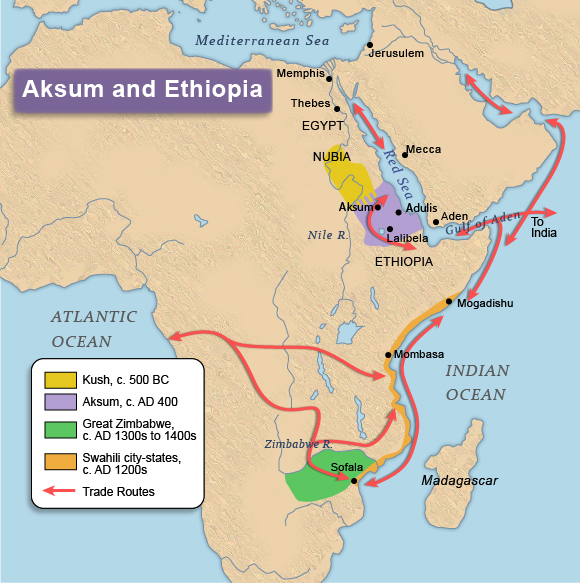 Mediterranean Sea
Jerusulem
Aksum and Ethiopia
Memphis
Thebes
EGYPT
Mecca
NUBIA
Red Sea
Aksum
Adulis
Aden
Gulf of Aden
To
India
Nile R.
Lalibela
ETHIOPIA
Mogadishu
ATLANTIC
OCEAN
Mombasa
INDIAN
OCEAN
Kush, c. 500 BC
Aksum, c. AD 400
Great Zimbabwe,
c. AD 1300s to 1400s
Swahili city-states,
c. AD 1200s
Trade Routes
Zimbabwe R.
Sofala
Madagascar